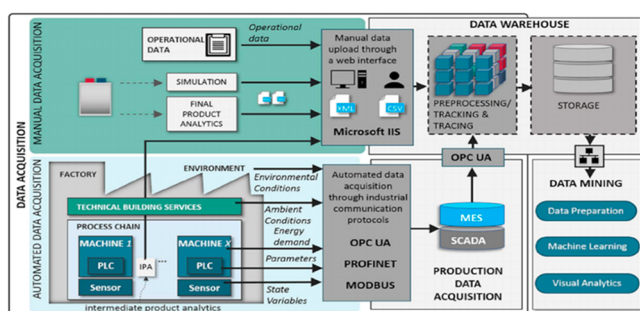 DATA ACQUISITION
MANUAL DATA ACQUISITION
OPERATIONAL
DATA
Operational
data
SIMULATION
FINAL
PRODUCT
ANALYTICS
Manual data
upload through
a web interface
XML
CSV
Microsoft IIS
DATA WAREHOUSE
PREPROCESSING/
TRACKING &
TRACING
STORAGE
AUTOMATED DATA ACQUISITION
FACTORY
ENVIRONMENT
Environmental
Conditions
TECHNICAL BUILDING SERVICES
Ambient
Conditions
Energy
demand
PROCESS CHAIN
MACHINE 1
PLC
Sensor
IPA
...
MACHINE X
PLC
Sensor
Parameters
State
Variables
intermediate product analytics
Automated data
acquisition
through industrial
communication
protocols
OPC UA
PROFINET
MODBUS
OPC UA
MES
SCADA
PRODUCTION
DATA
ACQUISITION
DATA MINING
Data Preparation
Machine Learning
Visual Analytics